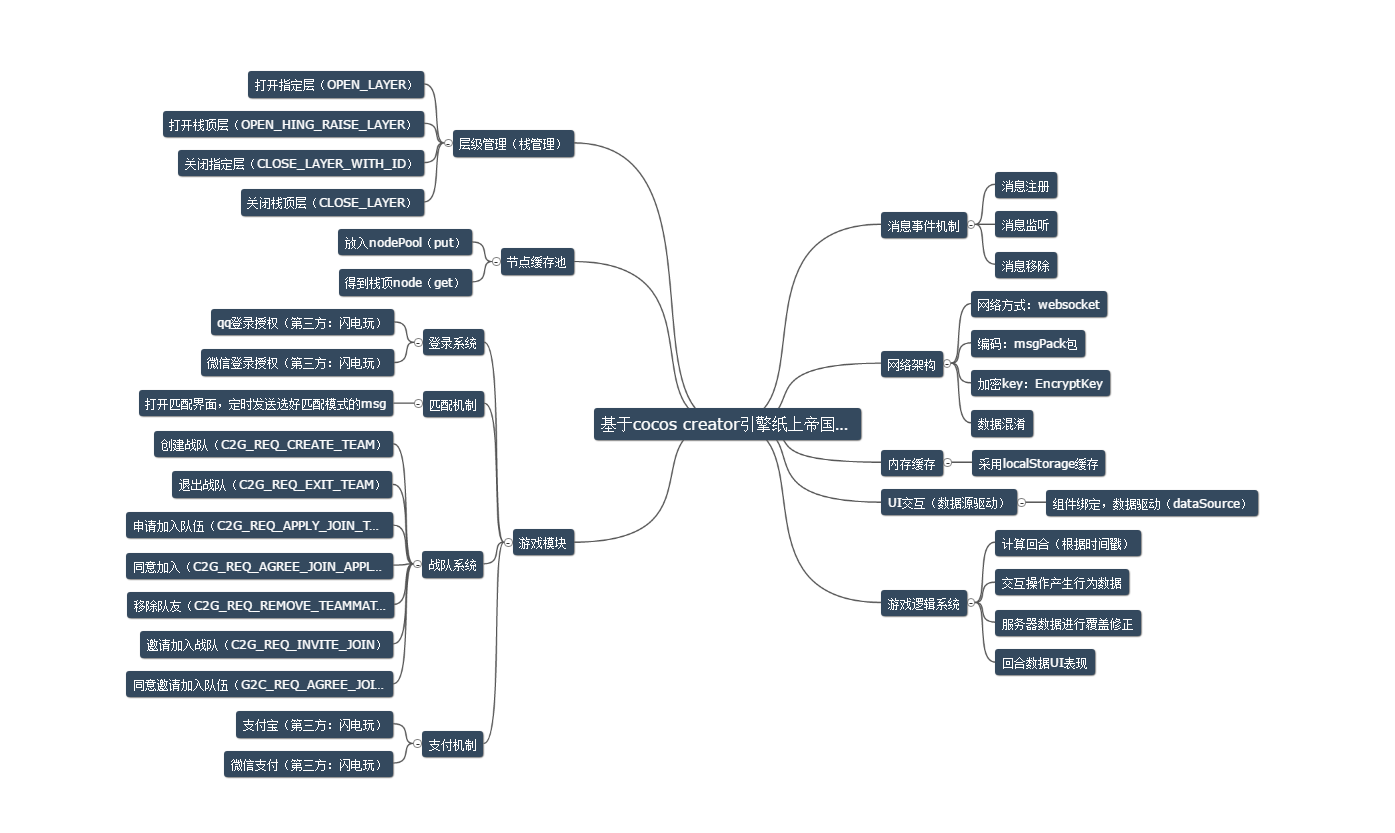 基于cocos creator引擎纸上帝国...
层级管理（栈管理）
打开指定层（OPEN_LAYER）
打开栈顶层（OPEN_HING_RAISE_LAYER）
关闭指定层（CLOSE_LAYER_WITH_ID）
关闭栈顶层（CLOSE_LAYER）
节点缓存池
放入nodePool（put）
得到栈顶node（get）
游戏模块
登录系统
qq登录授权（第三方：闪电玩）
微信登录授权（第三方：闪电玩）
匹配机制
打开匹配界面，定时发送选好匹配模式的msg
战队系统
创建战队（C2G_REQ_CREATE_TEAM）
退出战队（C2G_REQ_EXIT_TEAM）
申请加入队伍（C2G_REQ_APPLY_JOIN_T...
同意加入（C2G_REQ_AGREE_JOIN_APPL...
移除队友（C2G_REQ_REMOVE_TEAMMAT...
邀请加入战队（C2G_REQ_INVITE_JOIN）
同意邀请加入队伍（G2C_REQ_AGREE_JOI...
支付机制
支付宝（第三方：闪电玩）
微信支付（第三方：闪电玩）
消息事件机制
消息注册
消息监听
消息移除
网络架构
网络方式：websocket
编码：msgPack包
加密key：EncryptKey
数据混淆
内存缓存
采用localStorage缓存
UI交互（数据源驱动）
组件绑定，数据驱动（dataSource）
游戏逻辑系统
计算回合（根据时间戳）
交互操作产生行为数据
服务器数据进行覆盖修正
回合数据UI表现